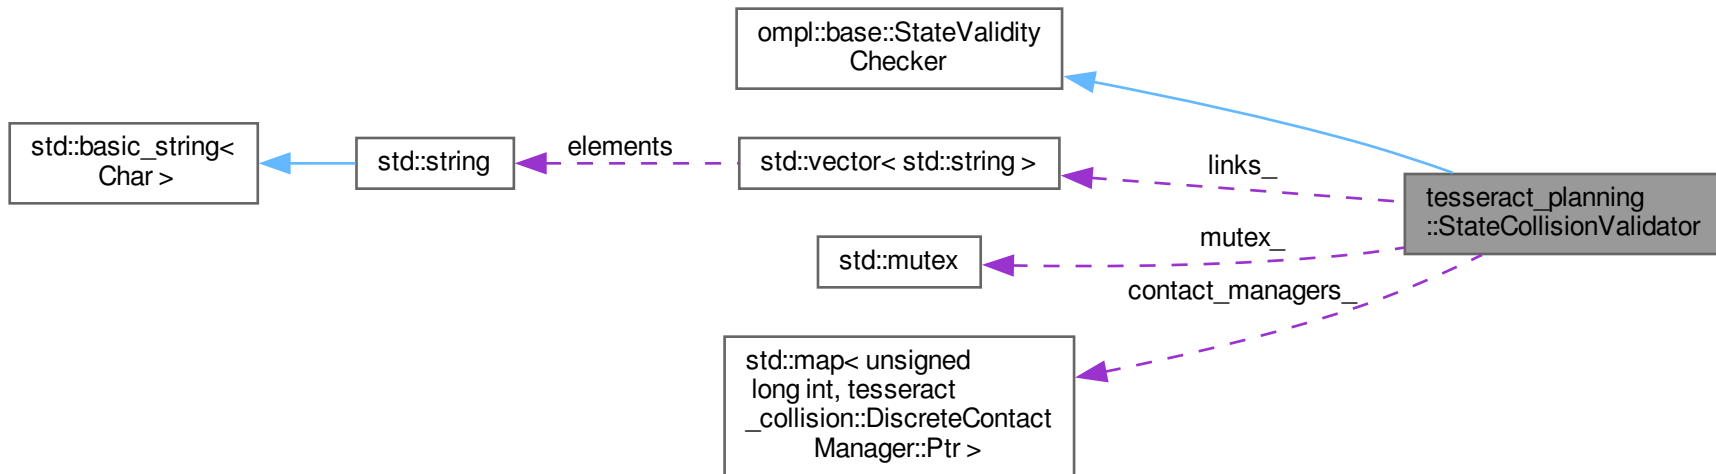 ompl::base::StateValidity
Checker
std::basic_string<
Char >
std::string
elements
std::vector< std::string >
links_
tesseract_planning
::StateCollisionValidator
std::mutex
mutex_
contact_managers_
std::map< unsigned
long int, tesseract
_collision::DiscreteContact
Manager::Ptr >